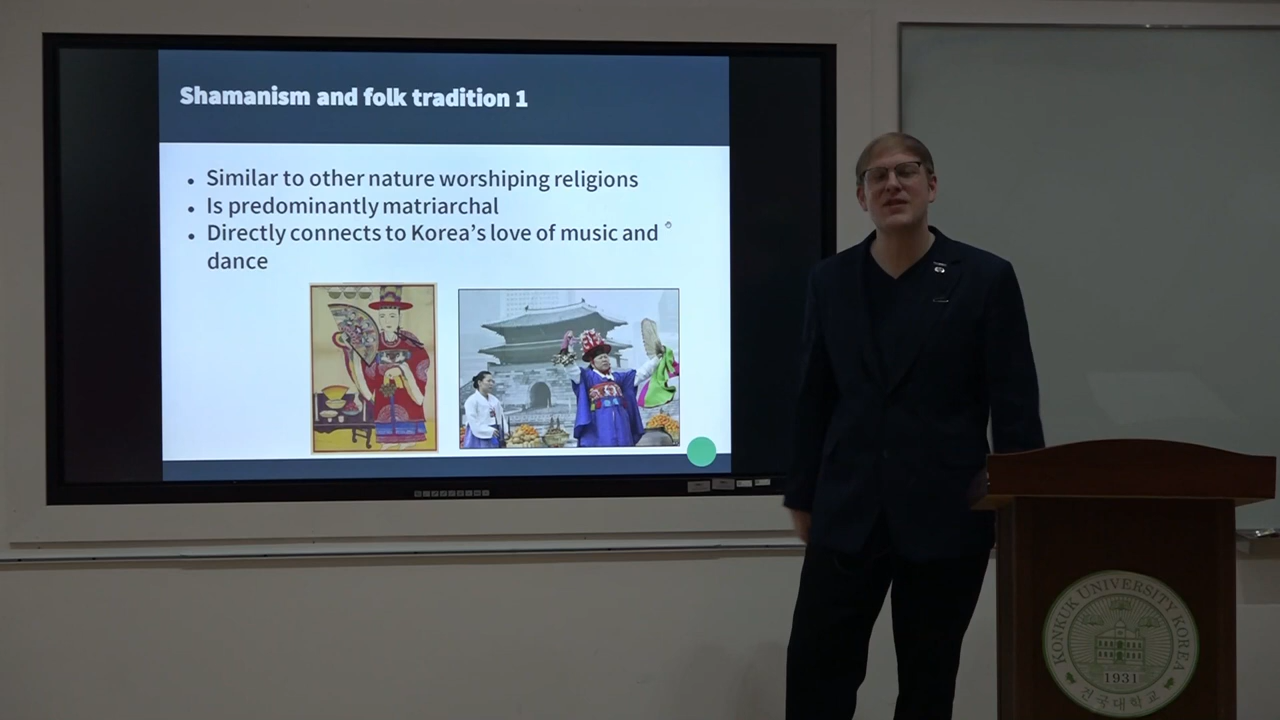 Shamanism and folk tradition 1
• Similar to other nature worshiping religions
• Is predominantly matriarchal
• Directly connects to Korea's love of music and
dance
KONKUK UNIVERSITY KOREA
1931
건국대학교